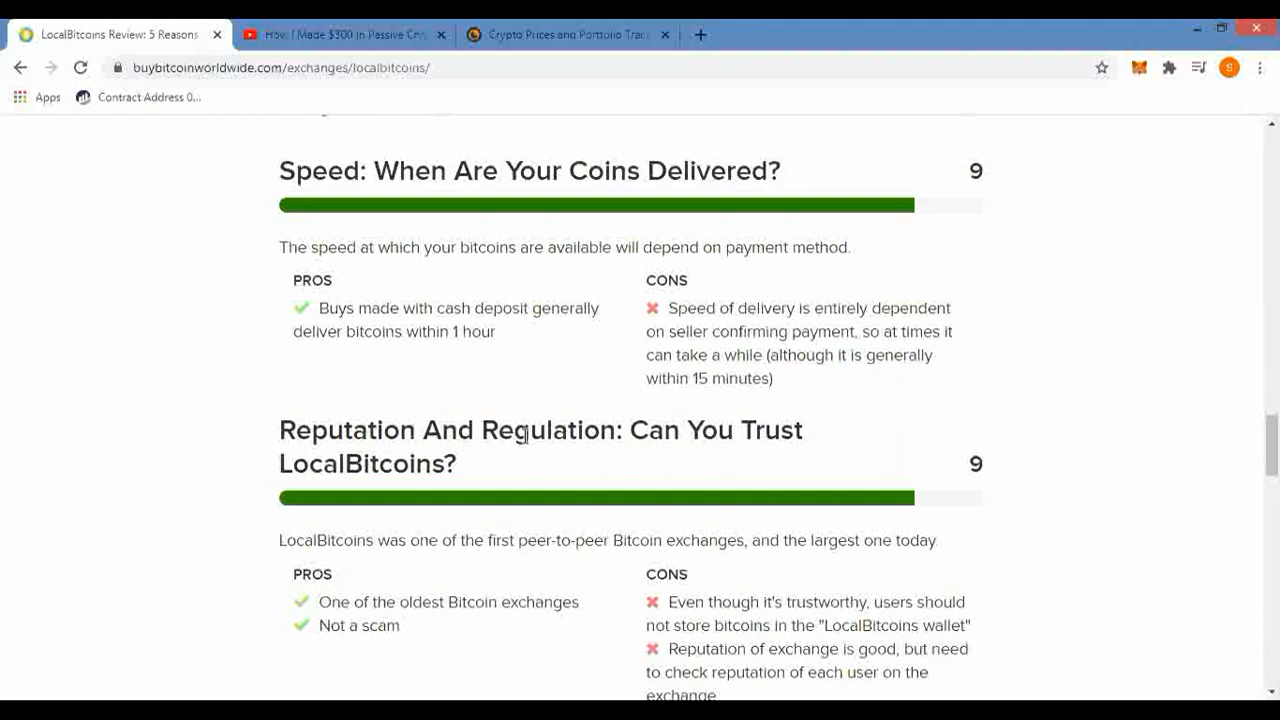 LocalBitcoins Review: 5 Reasons
How I Made $300 In Passive Cry
Crypto Prices and Portfolio Trac
buybitcoinworldwide.com/exchanges/localbitcoins/
S
Apps
Contract Address 0...
Speed: When Are Your Coins Delivered?
9
The speed at which your bitcoins are available will depend on payment method.
PROS
Buys made with cash deposit generally
deliver bitcoins within 1 hour
CONS
Speed of delivery is entirely dependent
on seller confirming payment, so at times it
can take a while (although it is generally
within 15 minutes)
Reputation And Regulation: Can You Trust
LocalBitcoins?
9
LocalBitcoins was one of the first peer-to-peer Bitcoin exchanges, and the largest one today.
PROS
One of the oldest Bitcoin exchanges
Not a scam
CONS
Even though it's trustworthy, users should
not store bitcoins in the "LocalBitcoins wallet"
Reputation of exchange is good, but need
to check reputation of each user on the
exchange